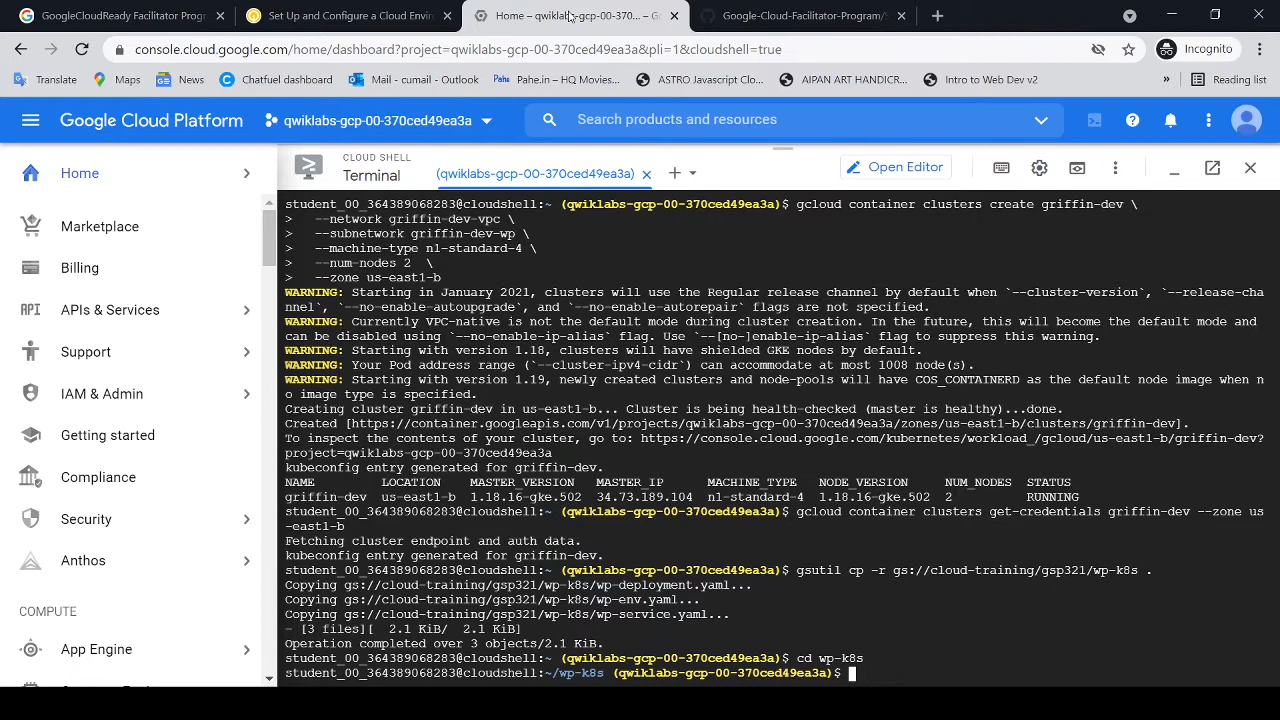 GoogleCloudReady Facilitator Progr
Set Up and Configure a Cloud Envir
Home – qwiklabs-gcp-00-370... – Go
Google-Cloud-Facilitator-Program/S
console.cloud.google.com/home/dashboard?project=qwiklabs-gcp-00-370ced49ea3a&pli=1&cloudshell=true
Incognito
Translate
Maps
News
Chatfuel dashboard
Mail - cumail - Outlook
Pahe.in – HQ Movies...
ASTRO Javascript Clo...
AIPAN ART HANDICR...
Intro to Web Dev v2
»
Reading list
Google Cloud Platform
qwiklabs-gcp-00-370ced49ea3a
Search products and resources
Home
Marketplace
Billing
APIs & Services
Support
IAM & Admin
Getting started
Compliance
Security
Anthos
COMPUTE
App Engine
CLOUD SHELL
Terminal
(qwiklabs-gcp-00-370ced49ea3a)
Open Editor
student_00_364389068283@cloudshell:~ (qwiklabs-gcp-00-370ced49ea3a)$ gcloud container clusters create griffin-dev \
>   --network griffin-dev-vpc \
>   --subnetwork griffin-dev-wp \
>   --machine-type n1-standard-4 \
>   --num-nodes 2  \
>   --zone us-east1-b
WARNING: Starting in January 2021, clusters will use the Regular release channel by default when `--cluster-version`, `--release-cha
nnel`, `--no-enable-autoupgrade`, and `--no-enable-autorepair` flags are not specified.
WARNING: Currently VPC-native is not the default mode during cluster creation. In the future, this will become the default mode and
can be disabled using `--no-enable-ip-alias` flag. Use `--[no-]enable-ip-alias` flag to suppress this warning.
WARNING: Starting with version 1.18, clusters will have shielded GKE nodes by default.
WARNING: Your Pod address range (`--cluster-ipv4-cidr`) can accommodate at most 1008 node(s).
WARNING: Starting with version 1.19, newly created clusters and node-pools will have COS_CONTAINERD as the default node image when n
o image type is specified.
Creating cluster griffin-dev in us-east1-b... Cluster is being health-checked (master is healthy)...done.
Created [https://container.googleapis.com/v1/projects/qwiklabs-gcp-00-370ced49ea3a/zones/us-east1-b/clusters/griffin-dev].
To inspect the contents of your cluster, go to: https://console.cloud.google.com/kubernetes/workload_/gcloud/us-east1-b/griffin-dev?
project=qwiklabs-gcp-00-370ced49ea3a
kubeconfig entry generated for griffin-dev.
NAME         LOCATION    MASTER_VERSION    MASTER_IP      MACHINE_TYPE   NODE_VERSION      NUM_NODES  STATUS
griffin-dev  us-east1-b  1.18.16-gke.502   34.73.189.104  n1-standard-4  1.18.16-gke.502   2          RUNNING
student_00_364389068283@cloudshell:~ (qwiklabs-gcp-00-370ced49ea3a)$ gcloud container clusters get-credentials griffin-dev --zone us
-east1-b
Fetching cluster endpoint and auth data.
kubeconfig entry generated for griffin-dev.
student_00_364389068283@cloudshell:~ (qwiklabs-gcp-00-370ced49ea3a)$ gsutil cp -r gs://cloud-training/gsp321/wp-k8s .
Copying gs://cloud-training/gsp321/wp-k8s/wp-deployment.yaml...
Copying gs://cloud-training/gsp321/wp-k8s/wp-env.yaml...
Copying gs://cloud-training/gsp321/wp-k8s/wp-service.yaml...
- [3 files][  2.1 KiB/  2.1 KiB]
Operation completed over 3 objects/2.1 KiB.
student_00_364389068283@cloudshell:~ (qwiklabs-gcp-00-370ced49ea3a)$ cd wp-k8s
student_00_364389068283@cloudshell:~/wp-k8s (qwiklabs-gcp-00-370ced49ea3a)$